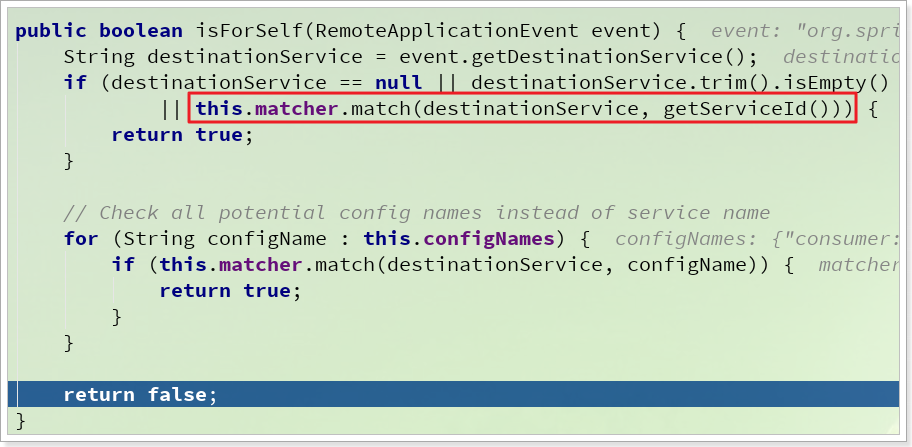 public boolean isForSelf(RemoteApplicationEvent event) {  event: "org.spri
String destinationService = event.getDestinationService();  destinatio
if (destinationService == null || destinationService.trim().isEmpty()
|| this.matcher.match(destinationService, getServiceId())) {
return true;
}
// Check all potential config names instead of service name
for (String configName : this.configNames) {  configNames: {"consumer:
if (this.matcher.match(destinationService, configName)) {  matcher
return true;
}
}
return false;
}